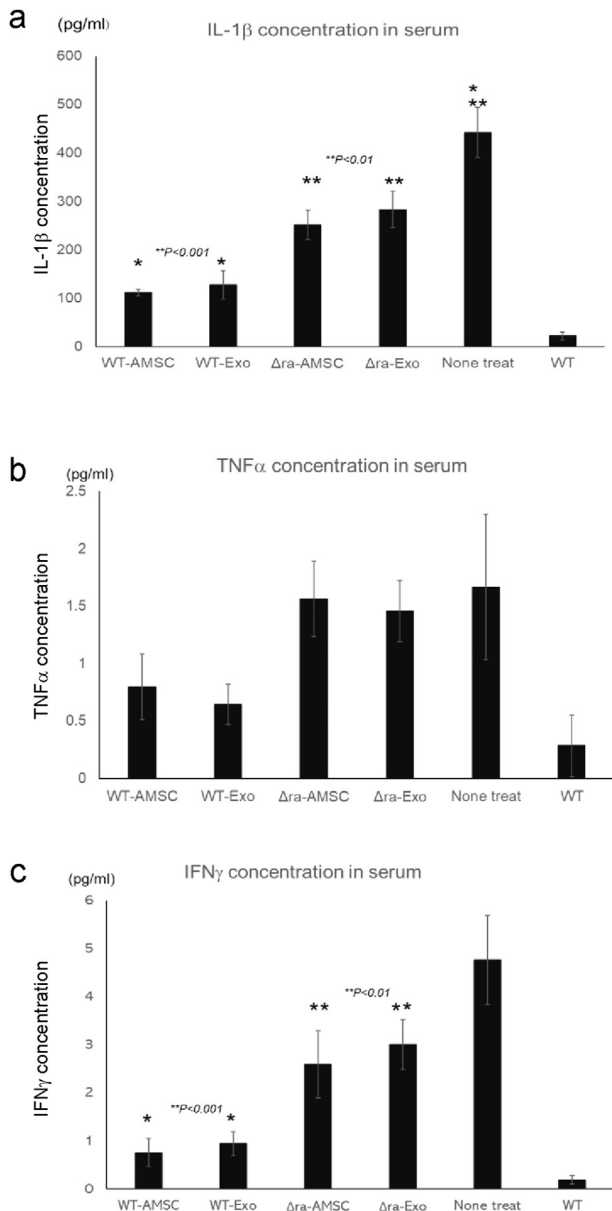 a
(pg/ml)
IL-1β concentration in serum
IL-1β concentration
600
500
400
300
200
100
0
* **P<0.001 *
** **P<0.01 **
*
**
WT-AMSC WT-Exo Δra-AMSC Δra-Exo None treat WT
b
(pg/ml)
TNFα concentration in serum
TNFα concentration
2.5
2
1.5
1
0.5
0
WT-AMSC WT-Exo Δra-AMSC Δra-Exo None treat WT
c
(pg/ml)
IFNγ concentration in serum
IFNγ concentration
6
5
4
3
2
1
0
* **P<0.001 *
** **P<0.01 **
WT-AMSC WT-Exo Δra-AMSC Δra-Exo None treat WT